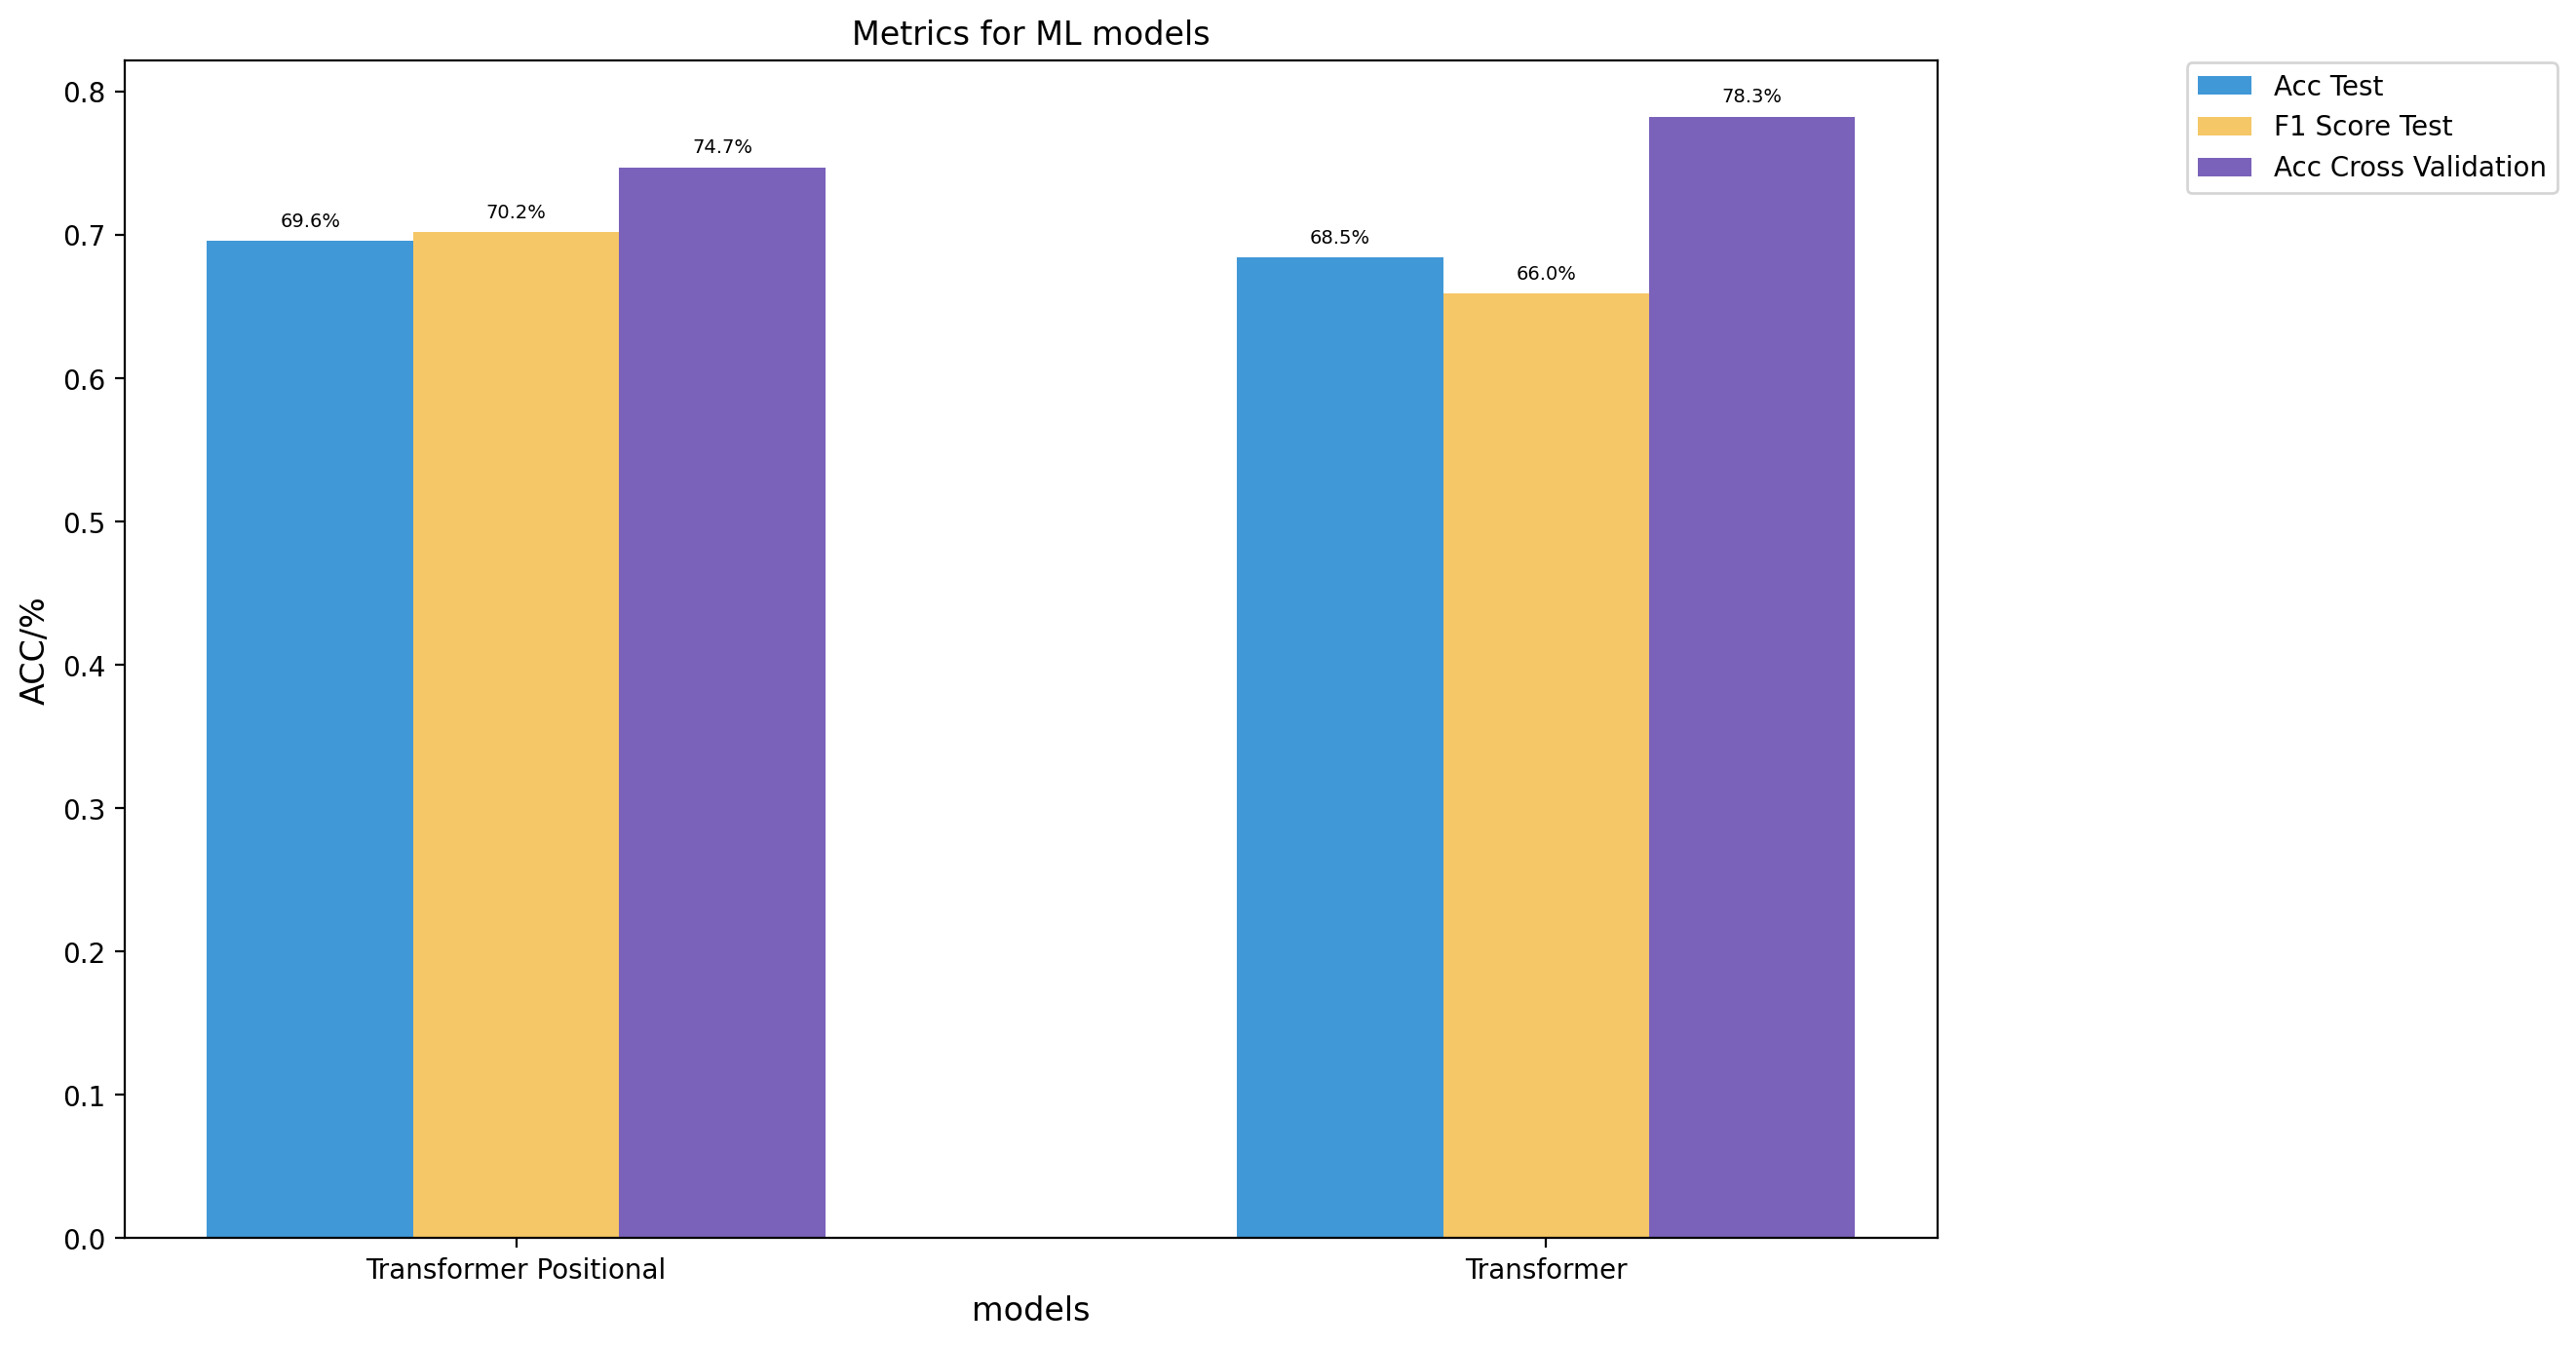 Metrics for ML models
Acc Test
F1 Score Test
Acc Cross Validation
ACC/%
0.8
0.7
0.6
0.5
0.4
0.3
0.2
0.1
0.0
69.6%
70.2%
74.7%
68.5%
66.0%
78.3%
Transformer Positional
Transformer
models